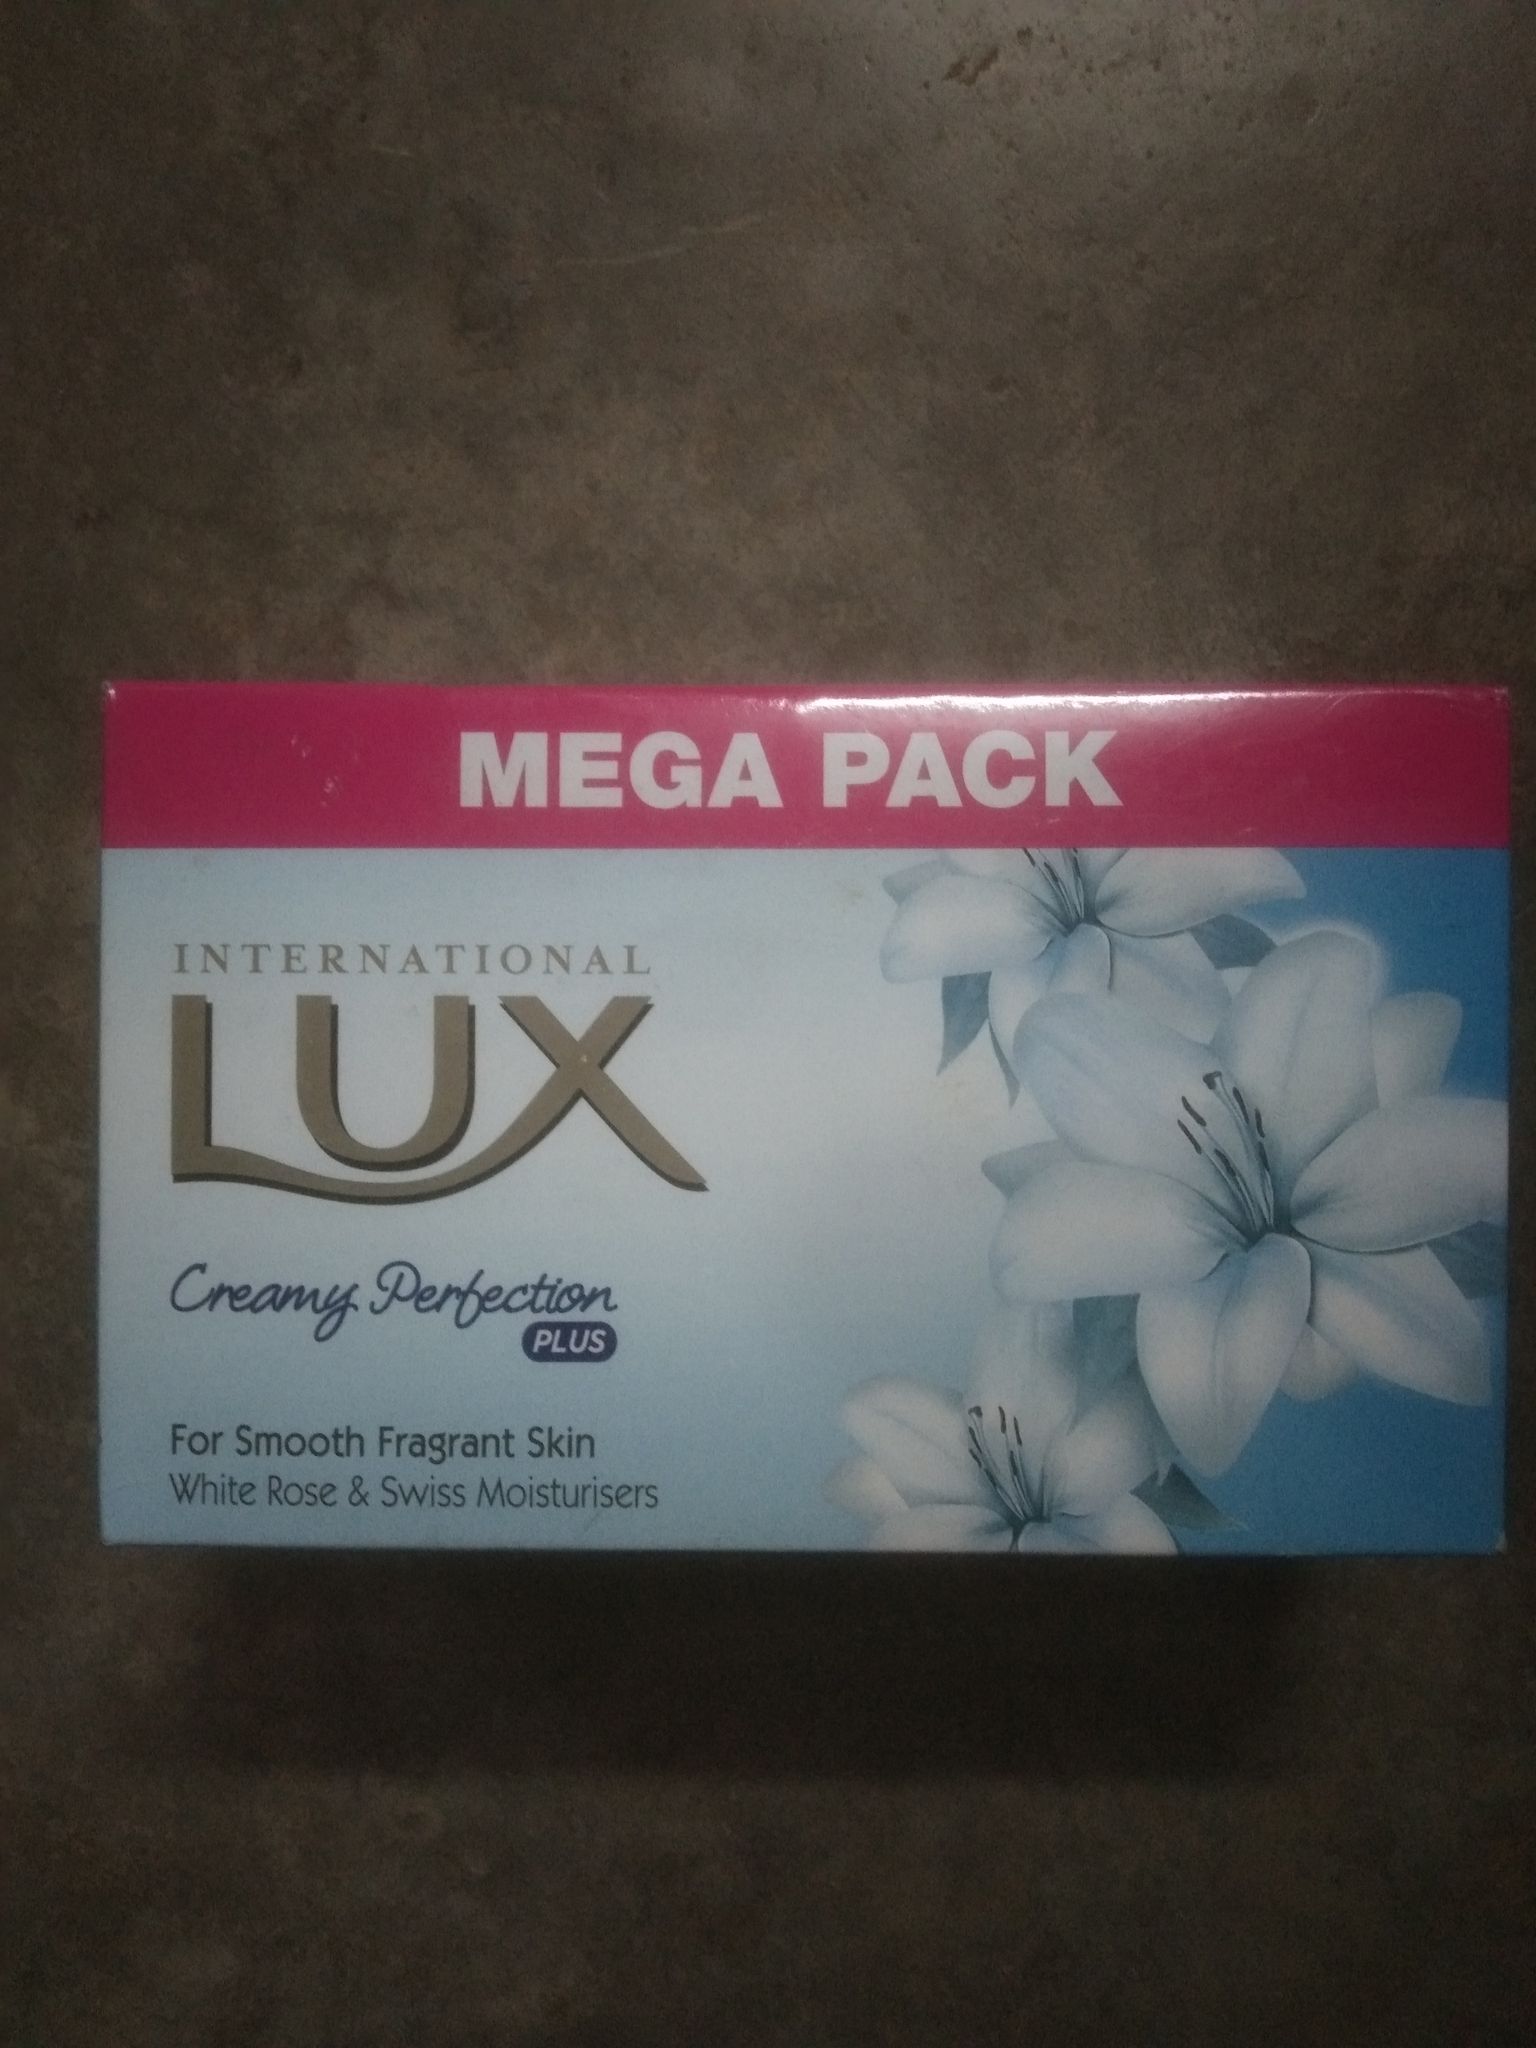 MEGA PACK
INTERNATIONAL
LUX
Creamy Perfection
PLUS
For Smooth Fragrant Skin
White Rose & Swiss Moisturisers